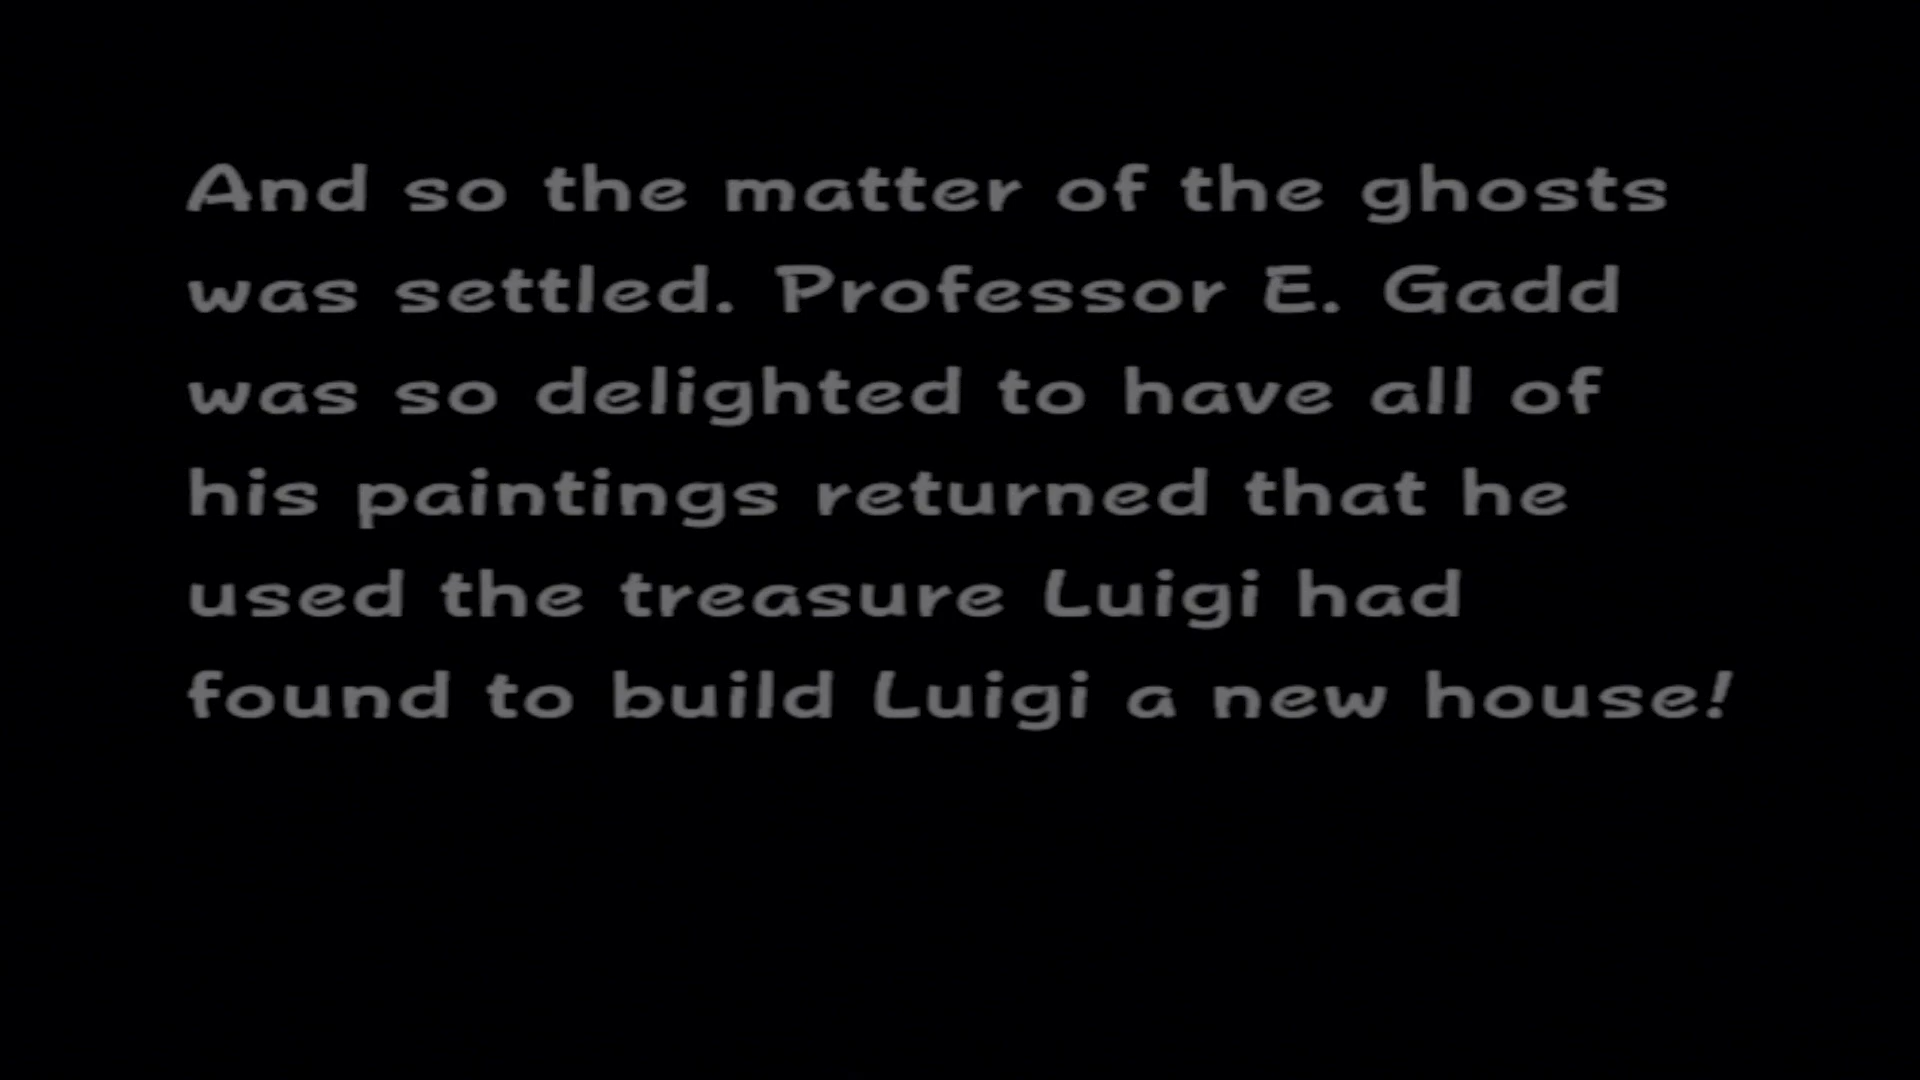 And so the matter of the ghosts
was settled. Professor E. Gadd
was so delighted to have all of
his paintings returned that he
used the treasure Luigi had
found to build Luigi a new house!